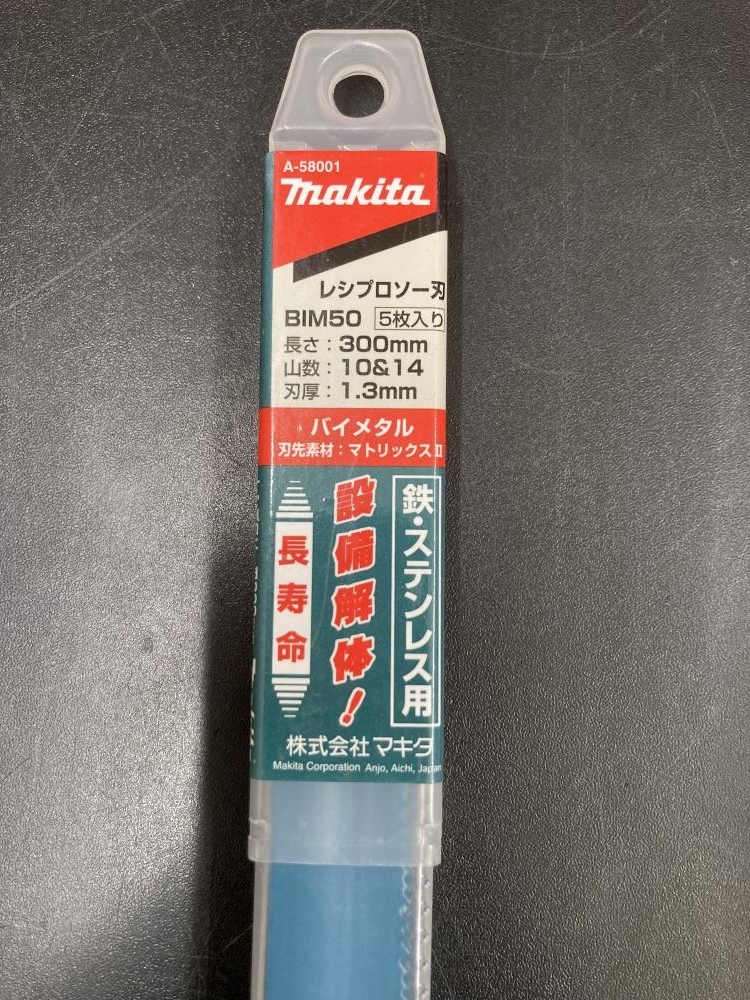 A-58001
makita
レシプロソー刃
BIM50 5枚入り
長さ：300mm
山数：10&14
刃厚：1.3mm
バイメタル
刃先素材：マトリックスⅡ
鉄・ステンレス用
設備解体！
長寿命
株式会社マキタ
Makita Corporation Anjo, Aichi, Japan